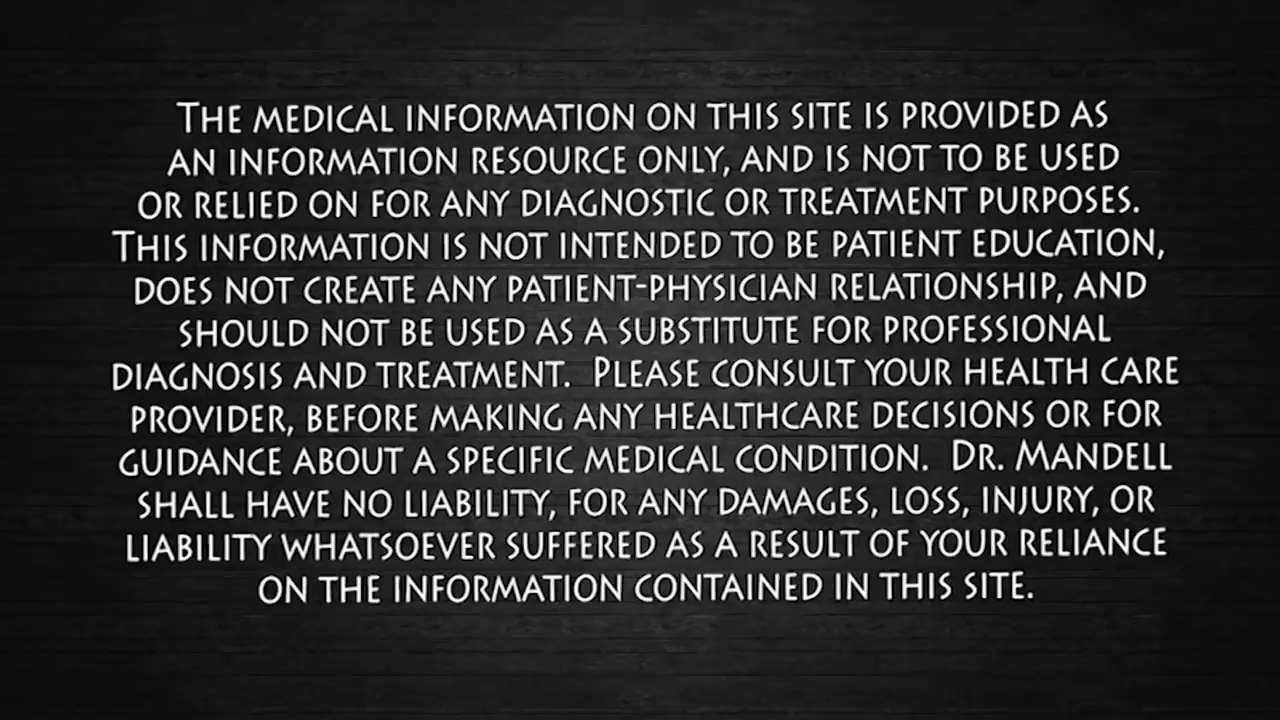 The medical information on this site is provided as
an information resource only, and is not to be used
or relied on for any diagnostic or treatment purposes.
This information is not intended to be patient education,
does not create any patient-physician relationship, and
should not be used as a substitute for professional
diagnosis and treatment. Please consult your health care
provider, before making any healthcare decisions or for
guidance about a specific medical condition. Dr. Mandell
shall have no liability, for any damages, loss, injury, or
liability whatsoever suffered as a result of your reliance
on the information contained in this site.